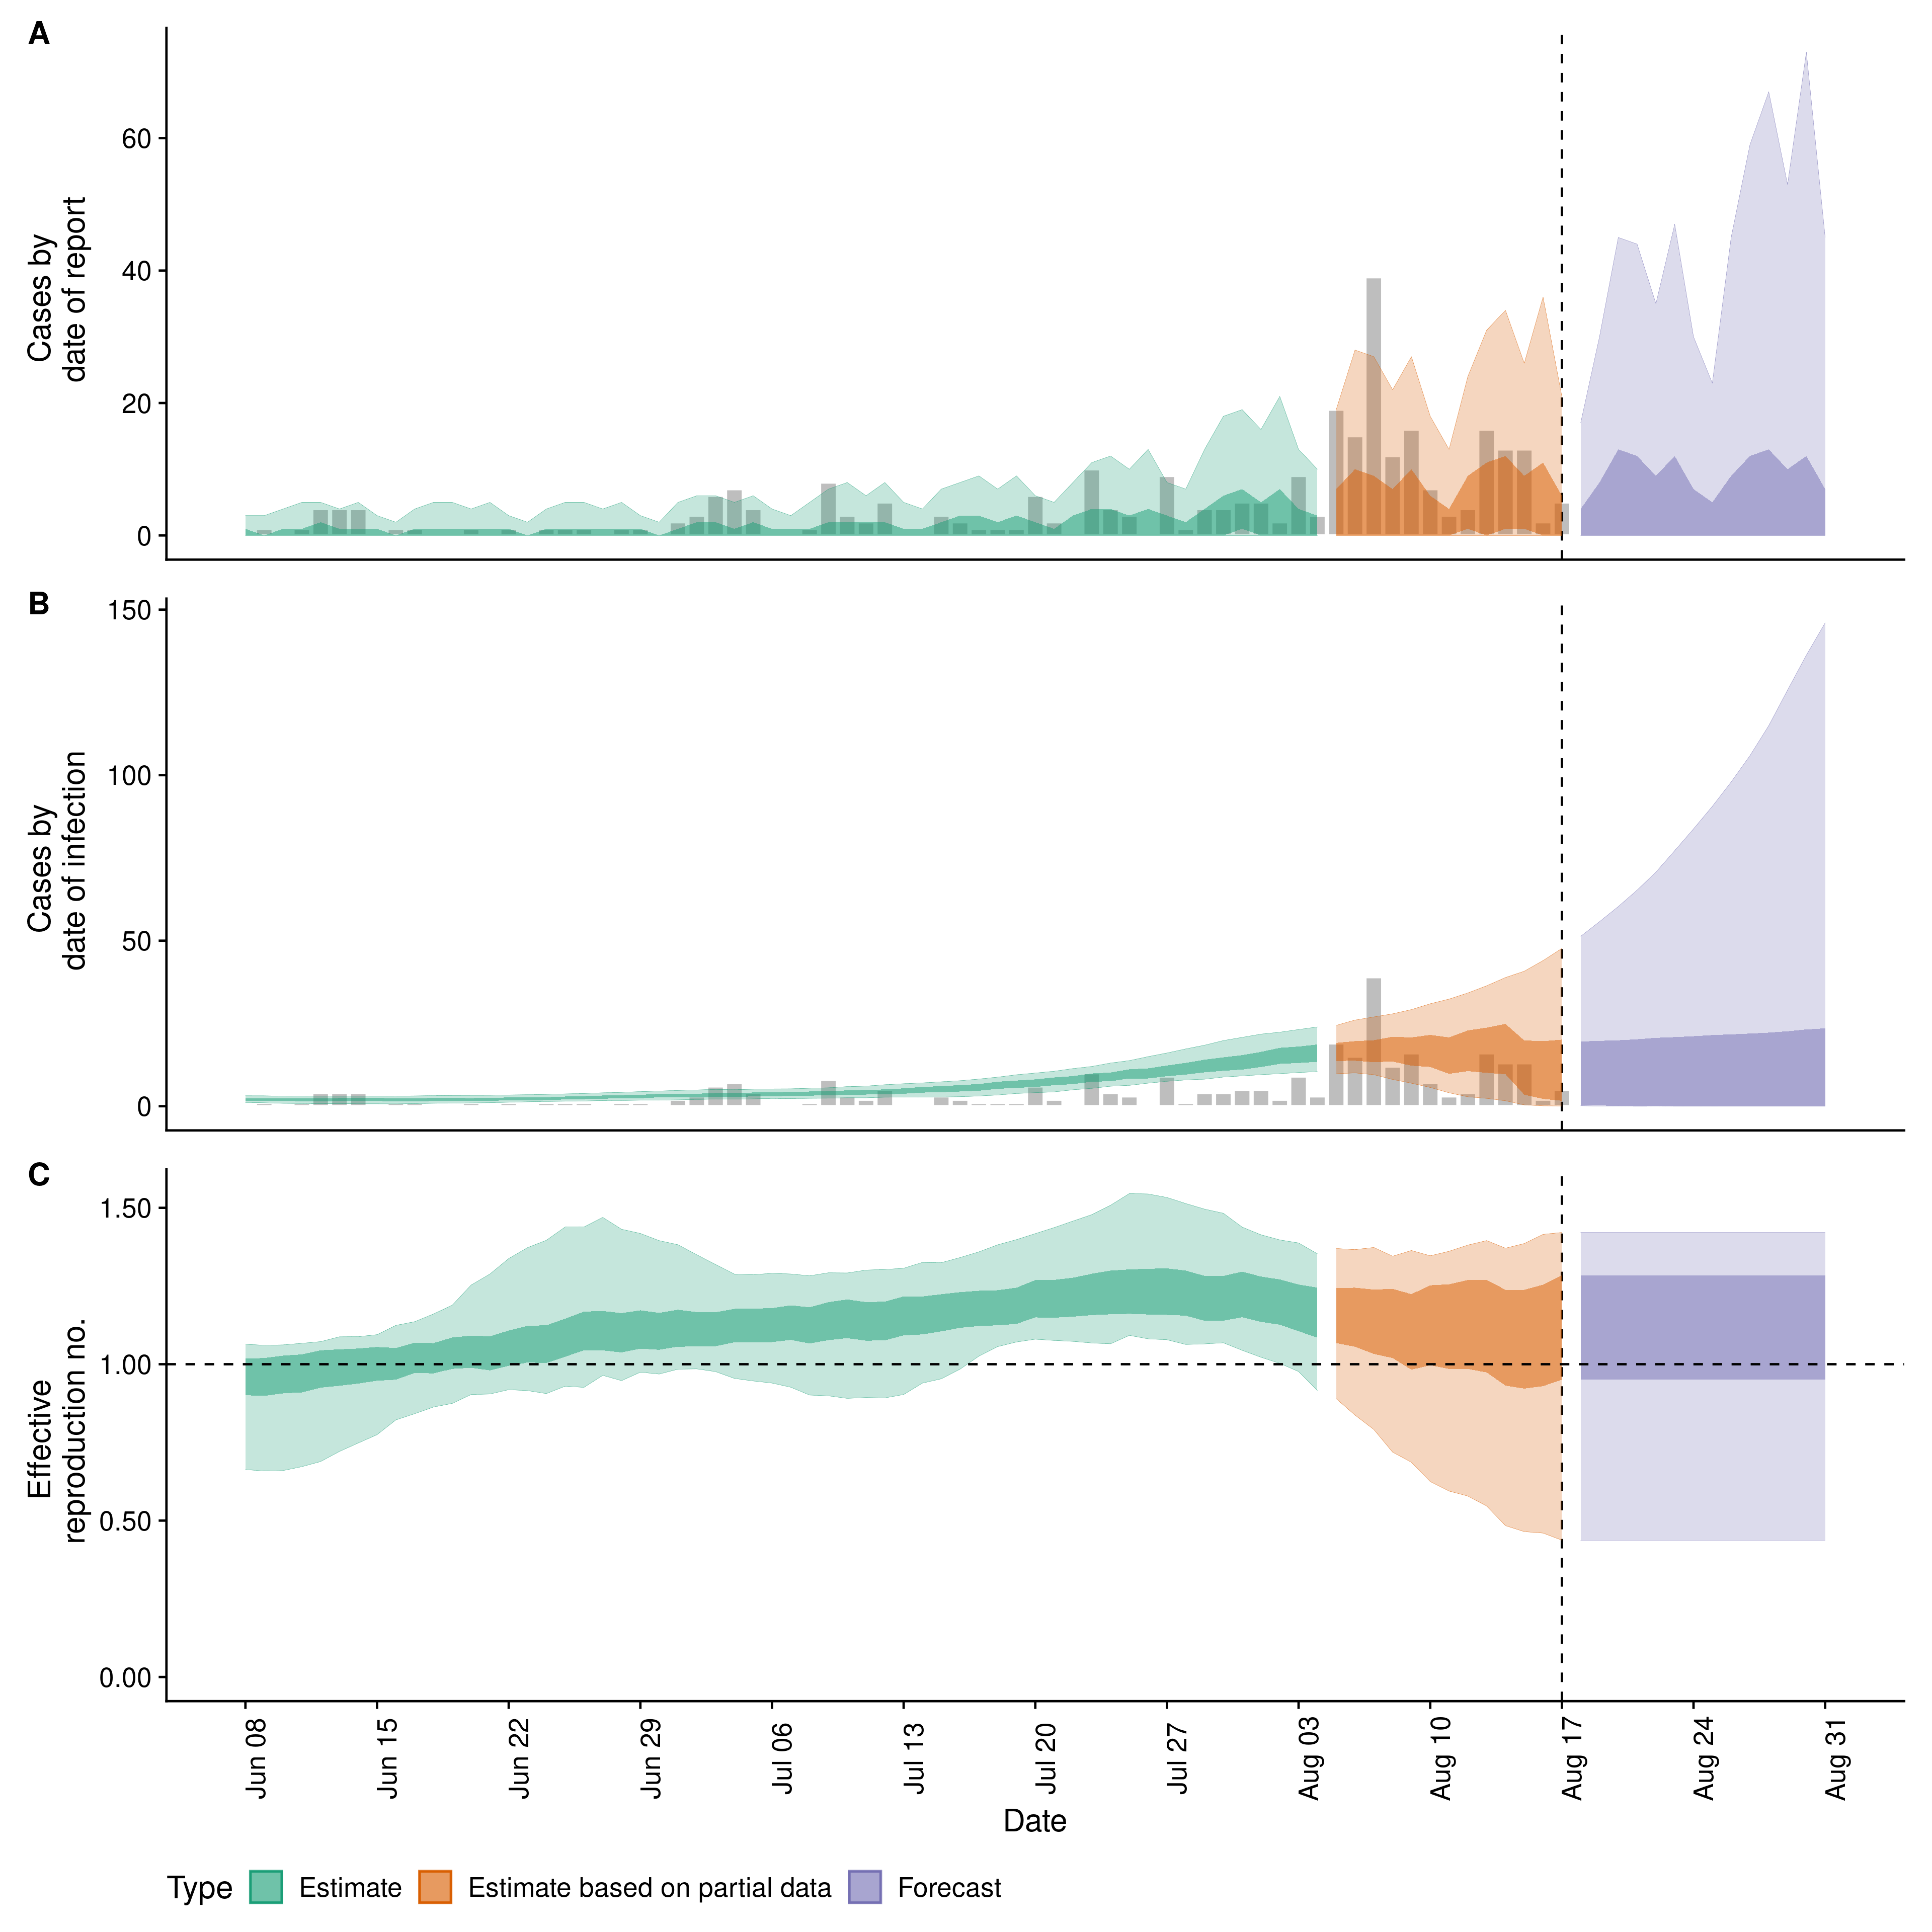 A
60
40
20
0
Cases by
date of report
B
150
100
50
0
Cases by
date of infection
C
1.50
1.00
0.50
0.00
Effective
reproduction no.
Jun 08
Jun 15
Jun 22
Jun 29
Jul 06
Jul 13
Jul 20
Jul 27
Aug 03
Aug 10
Aug 17
Aug 24
Aug 31
Date
Type Estimate Estimate based on partial data Forecast